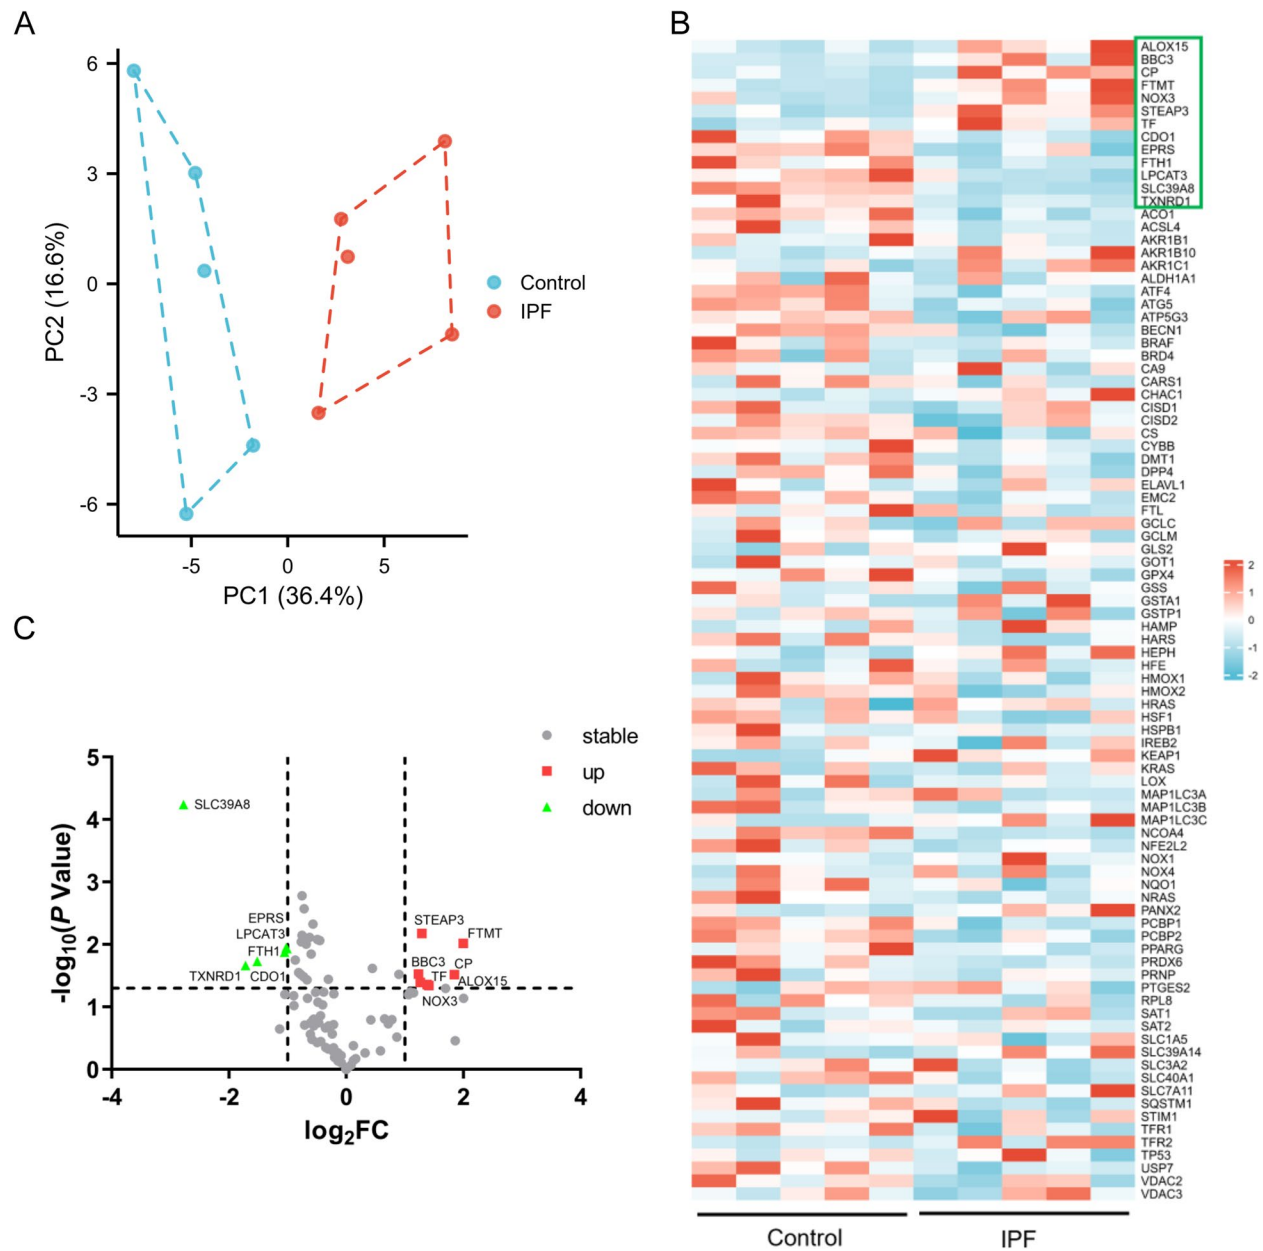 A
6
3
0
-3
-6
PC2 (16.6%)
-5
0
5
PC1 (36.4%)
Control
IPF
B
ALOX15
BBC3
CP
FTMT
NOX3
STEAP3
TF
CDO1
EPRS
FTH1
LPCAT3
SLC39A8
TXNRD1
ACO1
ACSL4
AKR1B1
AKR1B10
AKR1C1
ALDH1A1
ATF4
ATG5
ATP5G3
BECN1
BRAF
BRD4
CA9
CARS1
CHAC1
CISD1
CISD2
CS
CYBB
DMT1
DPP4
ELAVL1
EMC2
FTL
GCLC
GCLM
GLS2
GOT1
GPX4
GSS
GSTA1
GSTP1
HAMP
HARS
HEPH
HFE
HMOX1
HMOX2
HRAS
HSF1
HSPB1
IREB2
KEAP1
KRAS
LOX
MAP1LC3A
MAP1LC3B
MAP1LC3C
NCOA4
NFE2L2
NOX1
NOX4
NQO1
NRAS
PANX2
PCBP1
PCBP2
PPARG
PRDX6
PRNP
PTGES2
RPL8
SAT1
SAT2
SLC1A5
SLC39A14
SLC3A2
SLC40A1
SLC7A11
SQSTM1
STIM1
TFR1
TFR2
TP53
USP7
VDAC2
VDAC3
2
1
0
-1
-2
Control
IPF
C
stable
up
down
5
4
3
2
1
0
-log10(P Value)
SLC39A8
EPRS
LPCAT3
FTH1
TXNRD1
CDO1
STEAP3
FTMT
BBC3
CP
TF
ALOX15
NOX3
-4
-2
0
2
4
log2FC